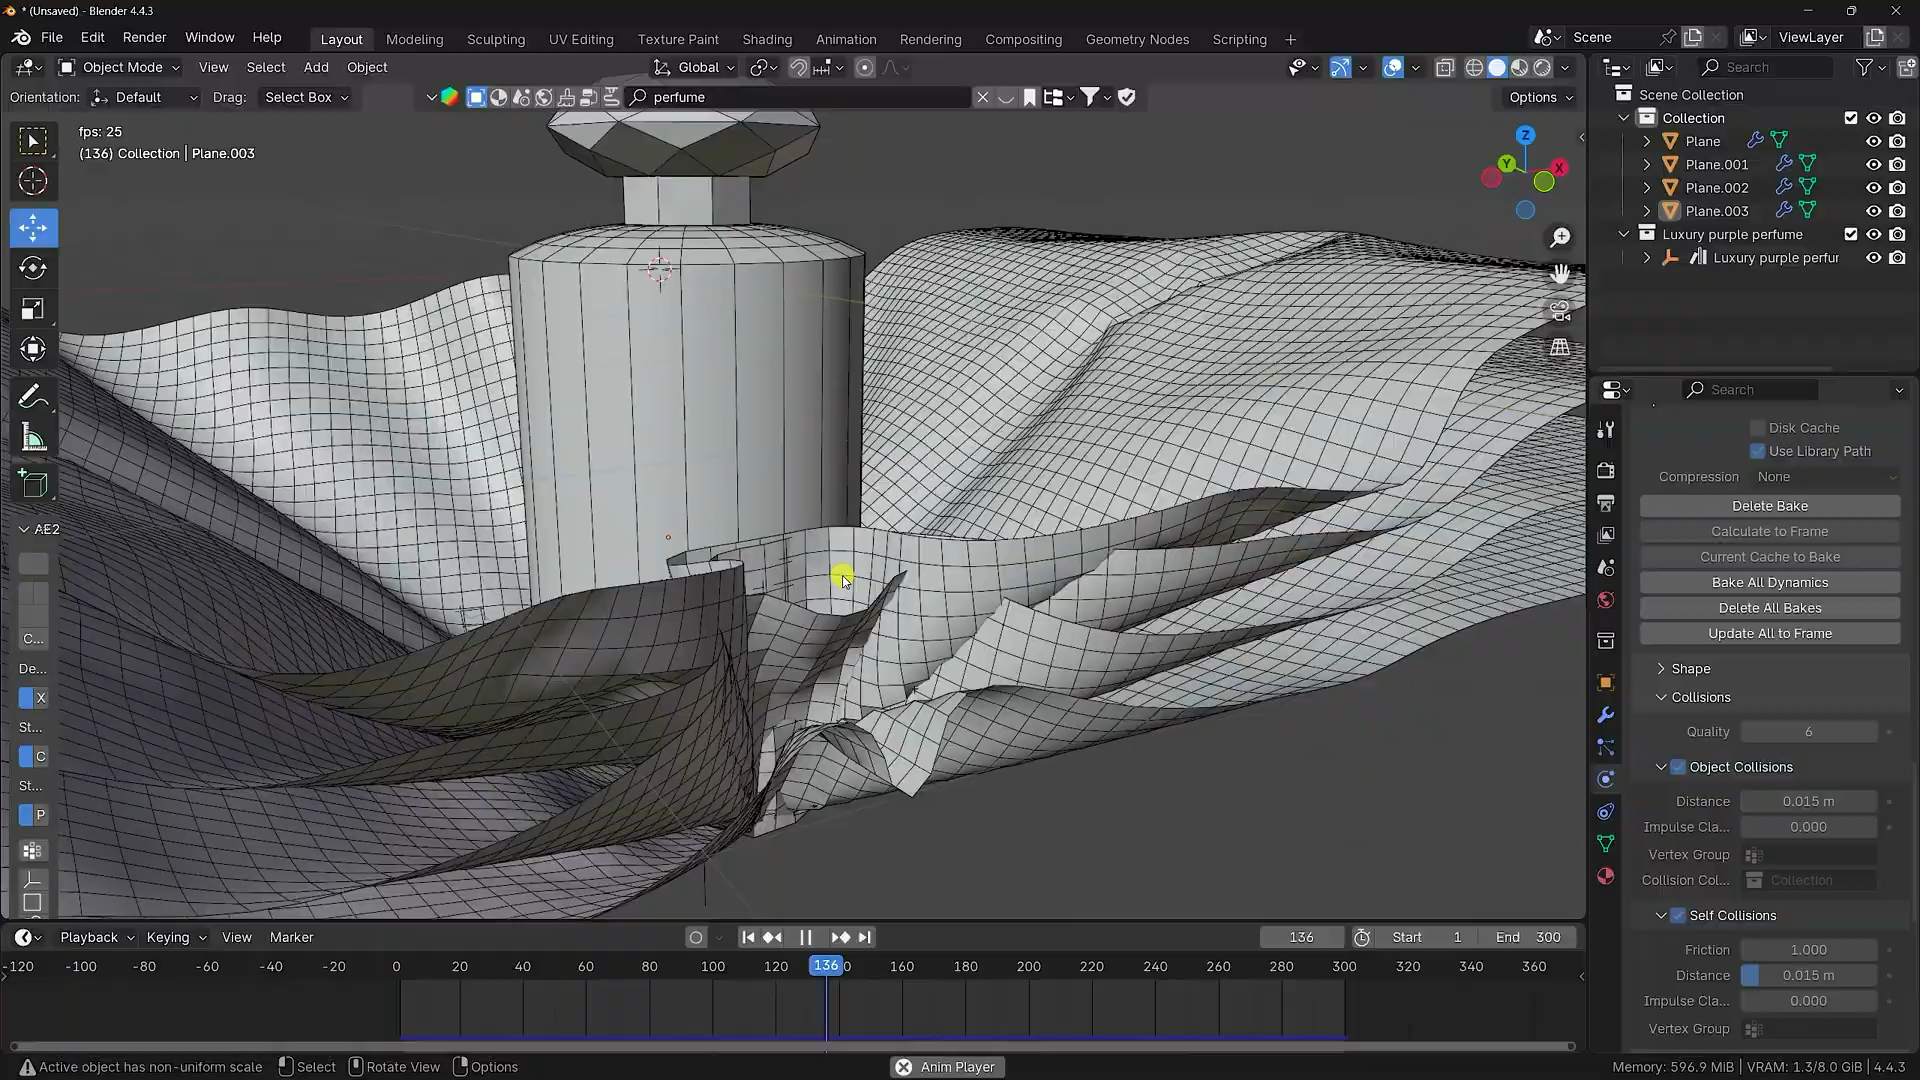 * (Unsaved) - Blender 4.4.3
File Edit Render Window Help
Layout Modeling Sculpting UV Editing Texture Paint Shading Animation Rendering Compositing Geometry Nodes Scripting
Scene
ViewLayer
Object Mode View Select Add Object
Global
Search
Orientation: Default Drag: Select Box
perfume
Options
fps: 25
(136) Collection | Plane.003
Z
Y
X
Scene Collection
Collection
Plane
Plane.001
Plane.002
Plane.003
Luxury purple perfume
Luxury purple perfur
Search
Disk Cache
Use Library Path
Compression None
Delete Bake
Calculate to Frame
Current Cache to Bake
Bake All Dynamics
Delete All Bakes
Update All to Frame
Shape
Collisions
Quality 6
Object Collisions
Distance 0.015 m
Impulse Cla... 0.000
Vertex Group
Collision Col... Collection
Self Collisions
Friction 1.000
Distance 0.015 m
Impulse Cla... 0.000
Vertex Group
AE2
C...
De...
X
St...
C
St...
P
Playback Keying View Marker
136 Start 1 End 300
-120 -100 -80 -60 -40 -20 0 20 40 60 80 100 120 136 0 160 180 200 220 240 260 280 300 320 340 360
Active object has non-uniform scale Select Rotate View Options
Anim Player
Memory: 596.9 MiB | VRAM: 1.3/8.0 GiB | 4.4.3